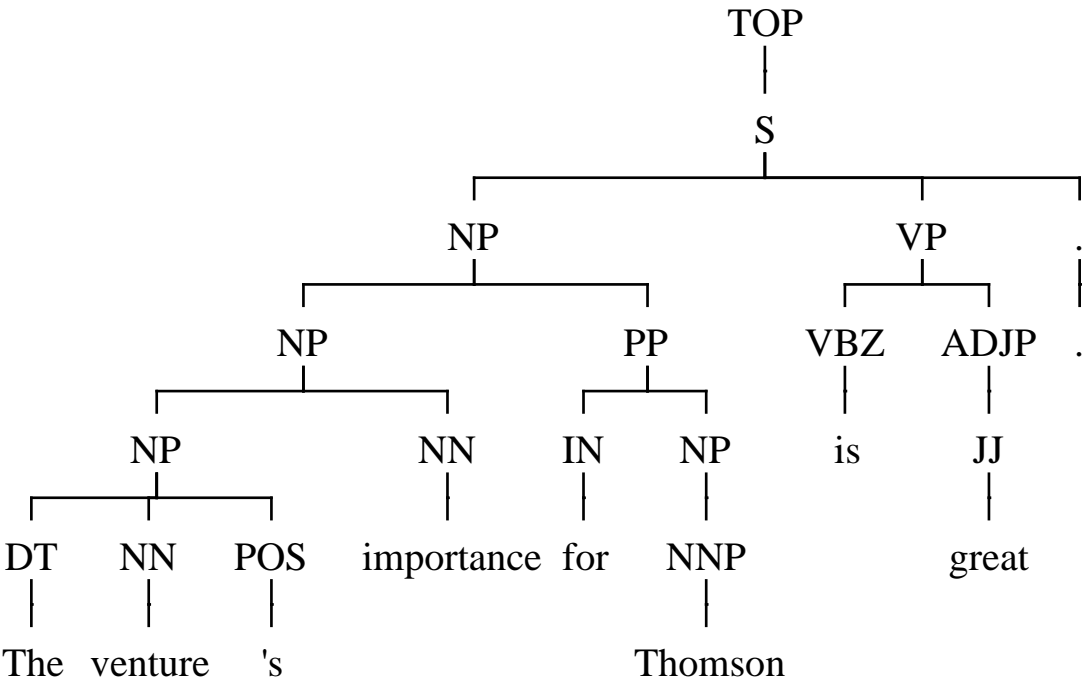 TOP
S
NP VP .
NP PP VBZ ADJP .
NP NN IN NP is JJ
DT NN POS importance for NNP great
The venture 's Thomson